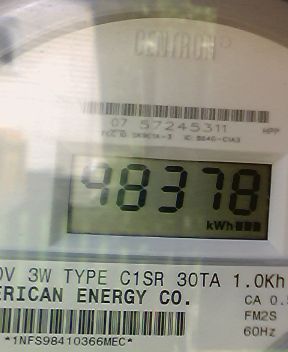 CENTRON
07 57245311 HPP
98378
kWh
0V 3W TYPE C1SR 30TA 1.0Kh
ERICAN ENERGY CO.
CA 0.5
FM2S
60Hz
*1NFS98410366MEC*